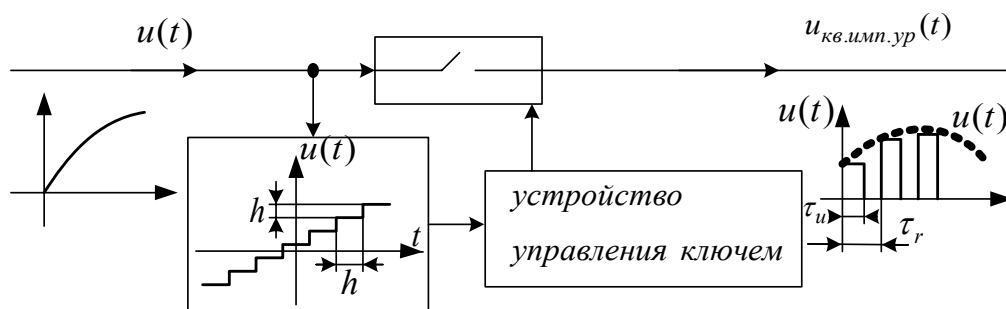 u(t)
u_{кв.имп.ур}(t)
u(t)
h
t
h
устройство
управления ключем
u(t)
u(t)
τ_u
τ_r